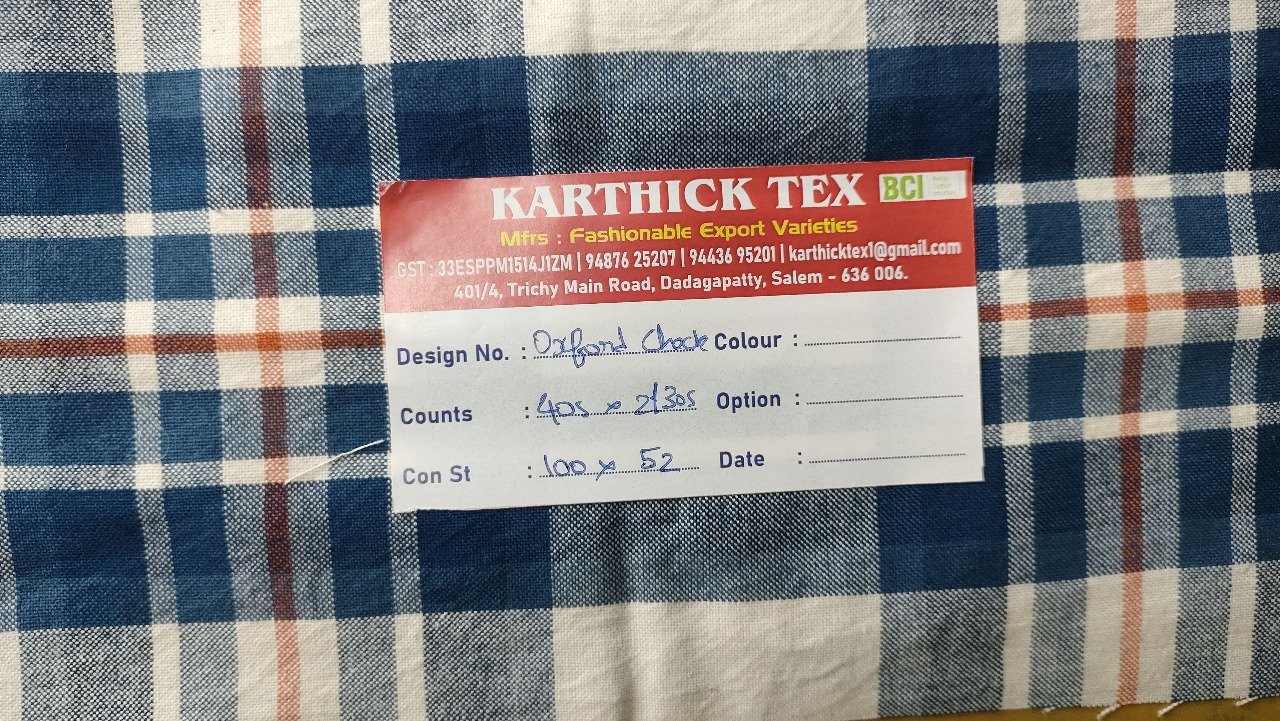 KARTHICK TEX BCI
Mfrs : Fashionable Export Varieties
GST : 33ESPPM1514J1ZM | 94876 25207 | 94436 95201 | karthicktex1@gmail.com
401/4, Trichy Main Road, Dadagapatty, Salem - 636 006.
Design No. : Oxford Check Colour :
Counts : 40s x 2/30s Option :
Con St : 100 x 52 Date :